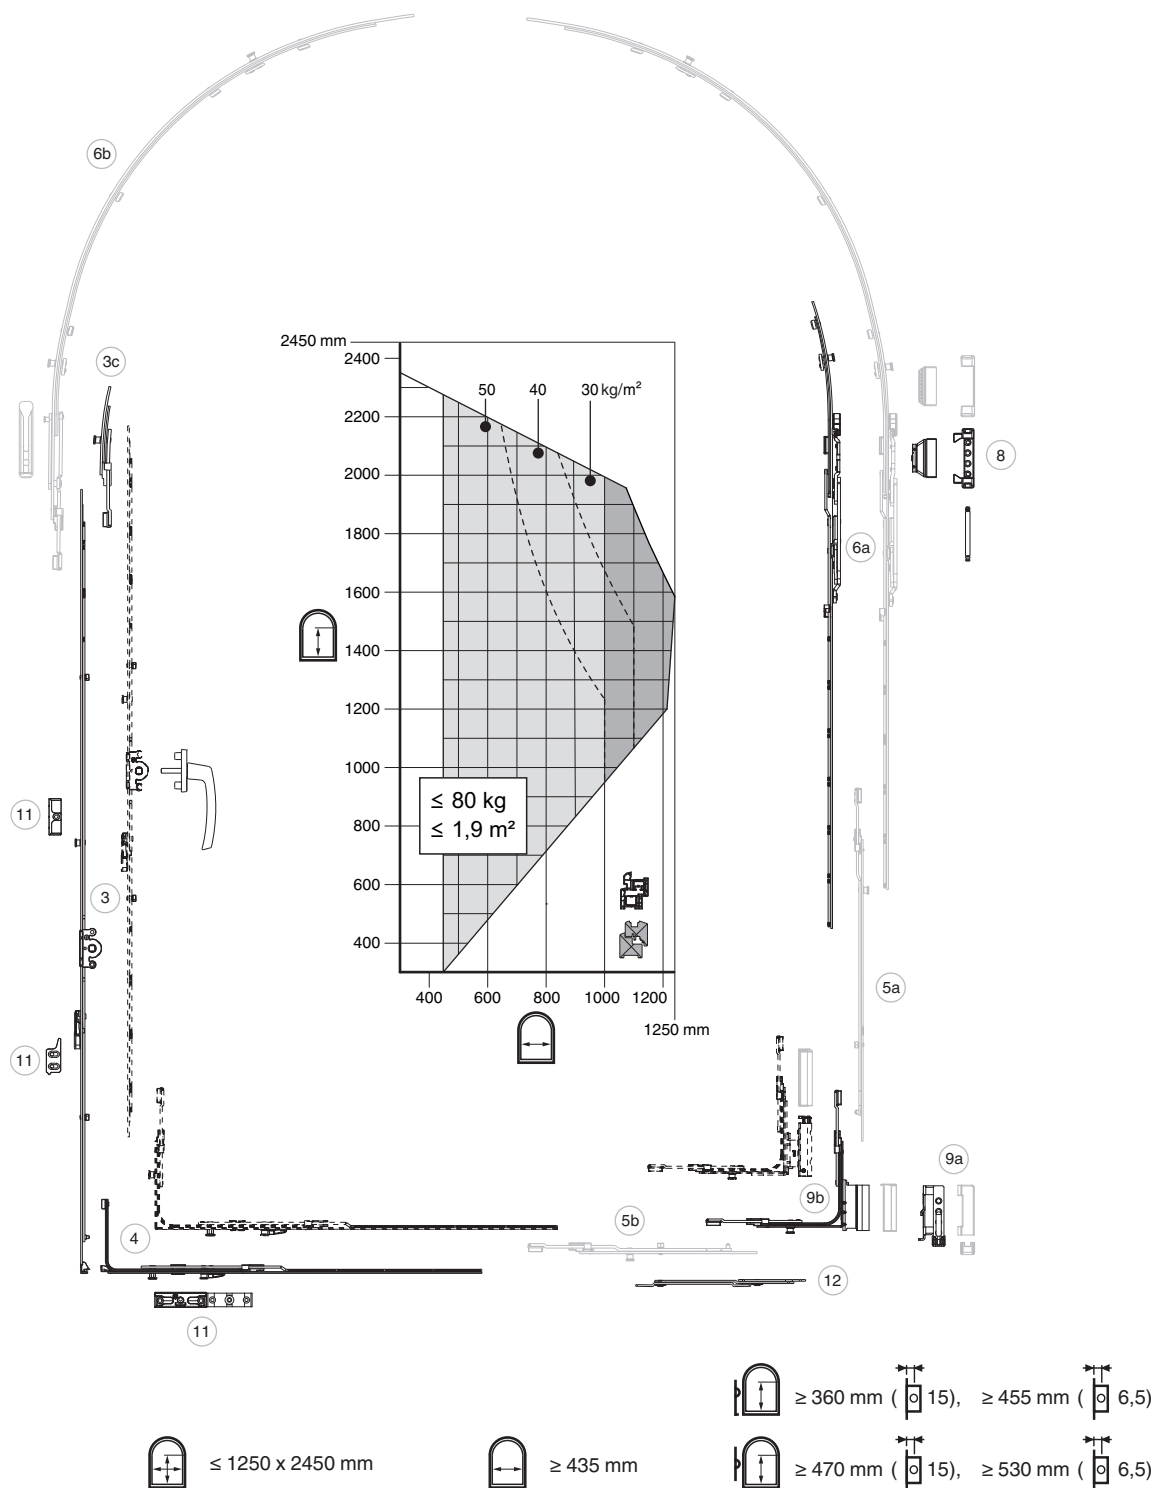 6b
3c
2450 mm
2400
2200
2000
1800
1600
1400
1200
1000
800
600
400
50
40
30 kg/m²
8
6a
≤ 80 kg
≤ 1,9 m²
11
3
11
400
600
800
1000
1200
1250 mm
5a
9a
9b
5b
4
12
11
≥ 360 mm ( 15), ≥ 455 mm ( 6,5)
≤ 1250 x 2450 mm
≥ 435 mm
≥ 470 mm ( 15), ≥ 530 mm ( 6,5)